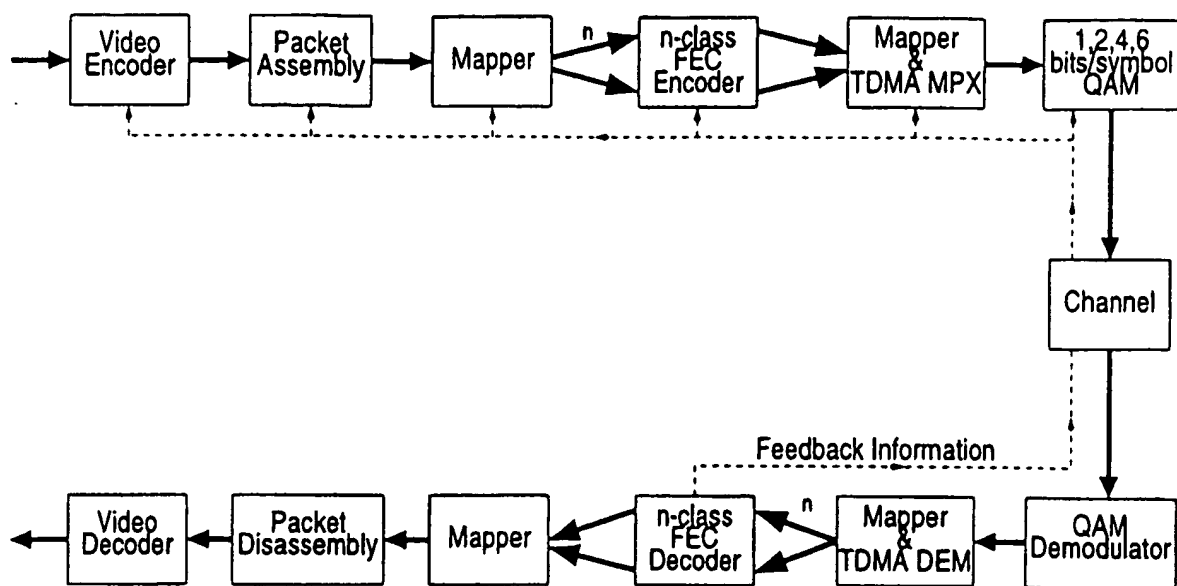 Video
Encoder
Packet
Assembly
Mapper
n
n-class
FEC
Encoder
Mapper
&
TDMA MPX
1,2,4,6
bits/symbol
QAM
Channel
Feedback Information
Video
Decoder
Packet
Disassembly
Mapper
n-class
FEC
Decoder
n
Mapper
&
TDMA DEM
QAM
Demodulator